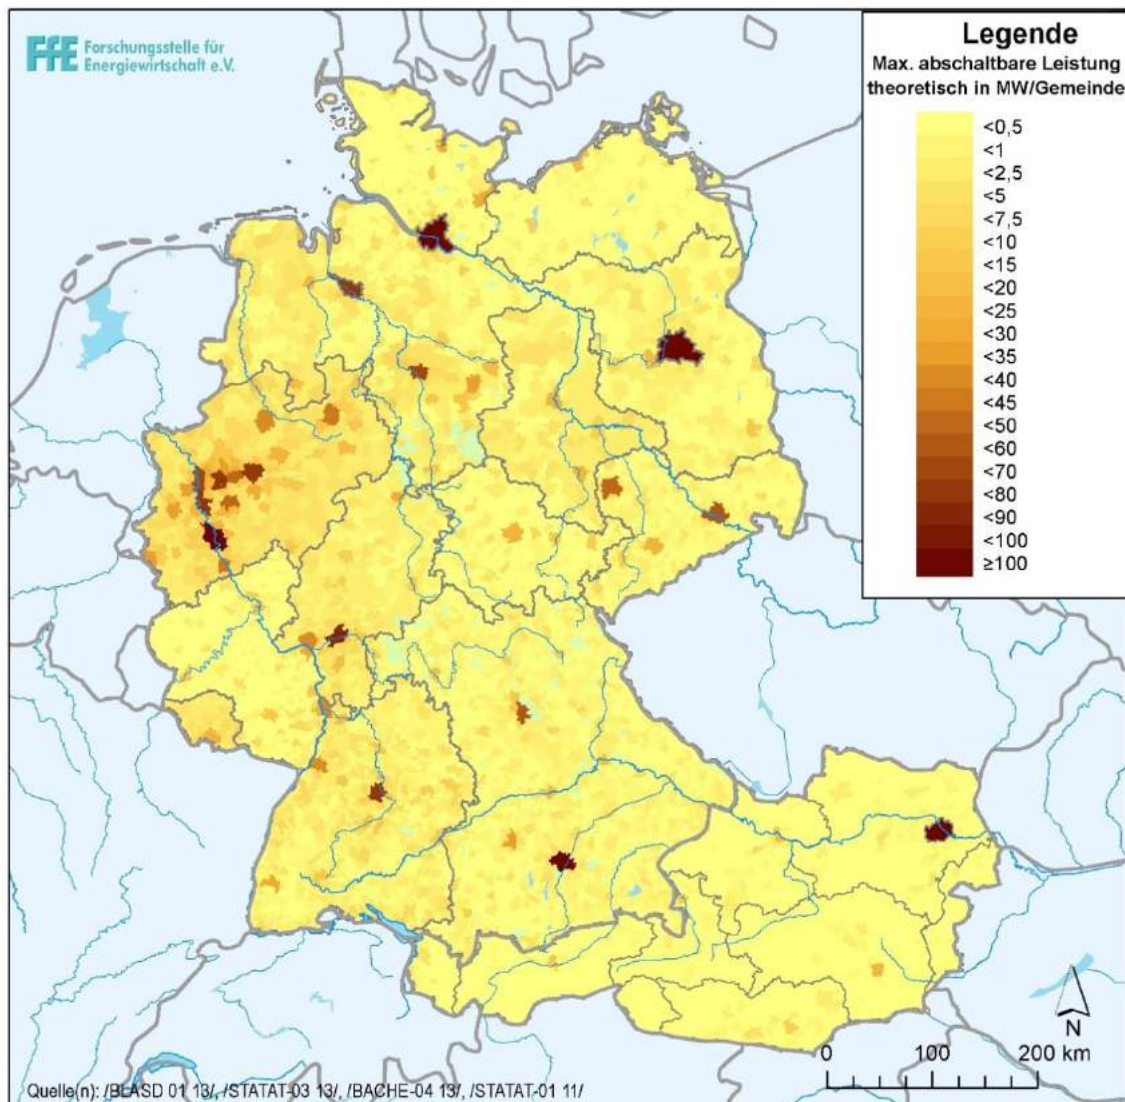 FfE Forschungsstelle für
Energiewirtschaft e.V.
Legende
Max. abschaltbare Leistung
theoretisch in MW/Gemeinde
<0,5
<1
<2,5
<5
<7,5
<10
<15
<20
<25
<30
<35
<40
<45
<50
<60
<70
<80
<90
<100
≥100
N
0 100 200 km
Quelle(n): /BLASD 01 13/, /STATAT-03 13/, /BACHE-04 13/, /STATAT-01 11/